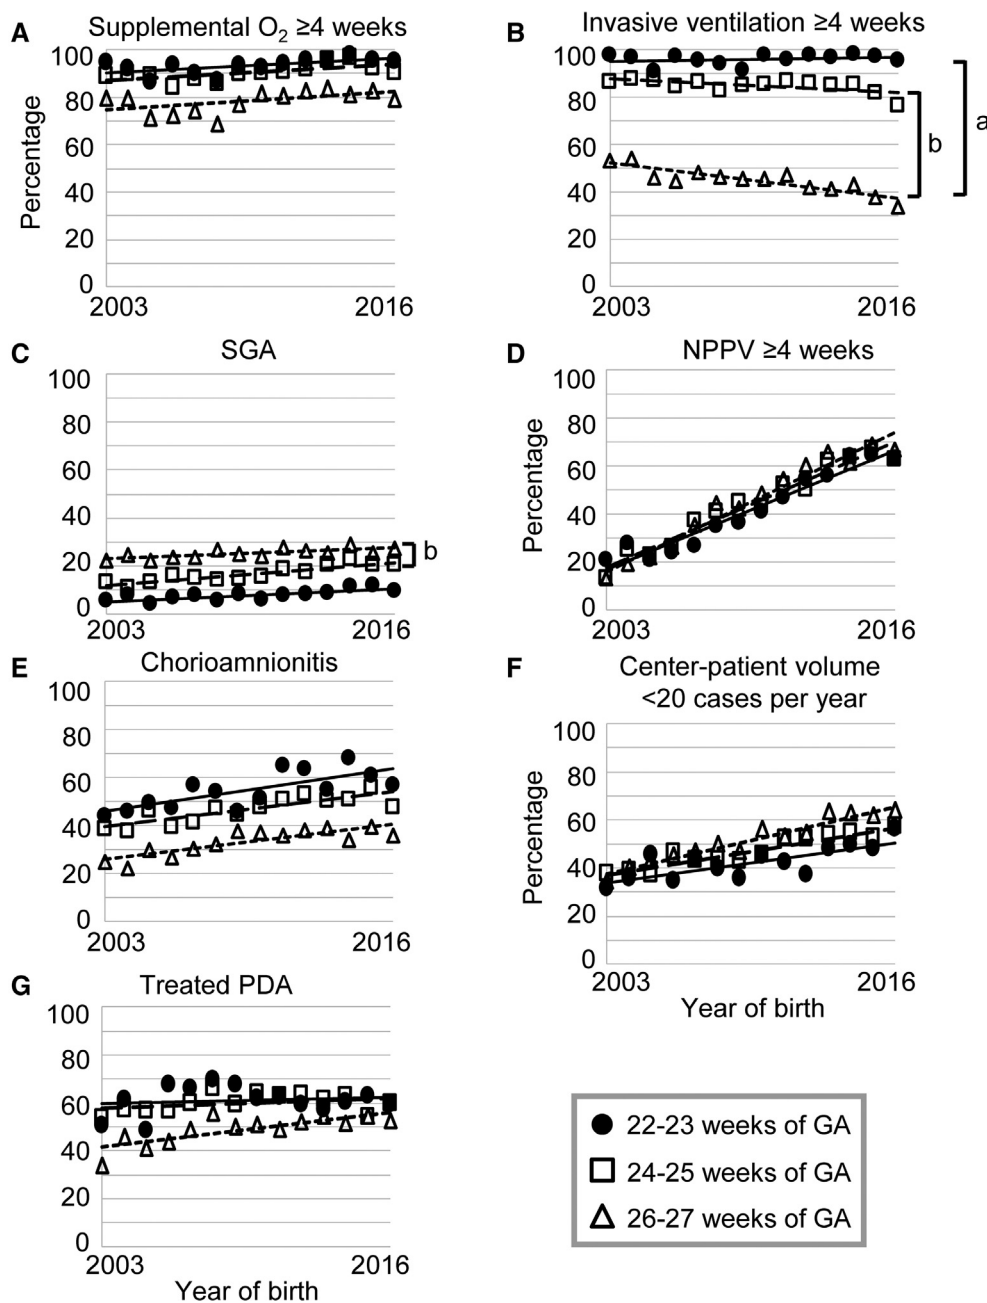 A Supplemental O₂ ≥4 weeks
100
80
60
40
20
0
Percentage
2003 2016
B Invasive ventilation ≥4 weeks
100
80
60
40
20
0
b a
2003 2016
C SGA
100
80
60
40
20
0
b
2003 2016
D NPPV ≥4 weeks
100
80
60
40
20
0
Percentage
2003 2016
E Chorioamnionitis
100
80
60
40
20
0
2003 2016
F Center-patient volume
<20 cases per year
100
80
60
40
20
0
Percentage
2003 2016
Year of birth
G Treated PDA
100
80
60
40
20
0
2003 2016
Year of birth
22-23 weeks of GA
24-25 weeks of GA
26-27 weeks of GA